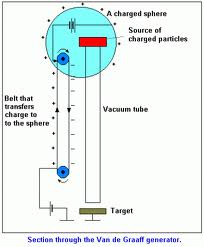 A charged sphere
Source of
charged particles
Belt that
transfers charge
to to the sphere
Vacuum tube
Target
Section through the Van de Graaff generator.